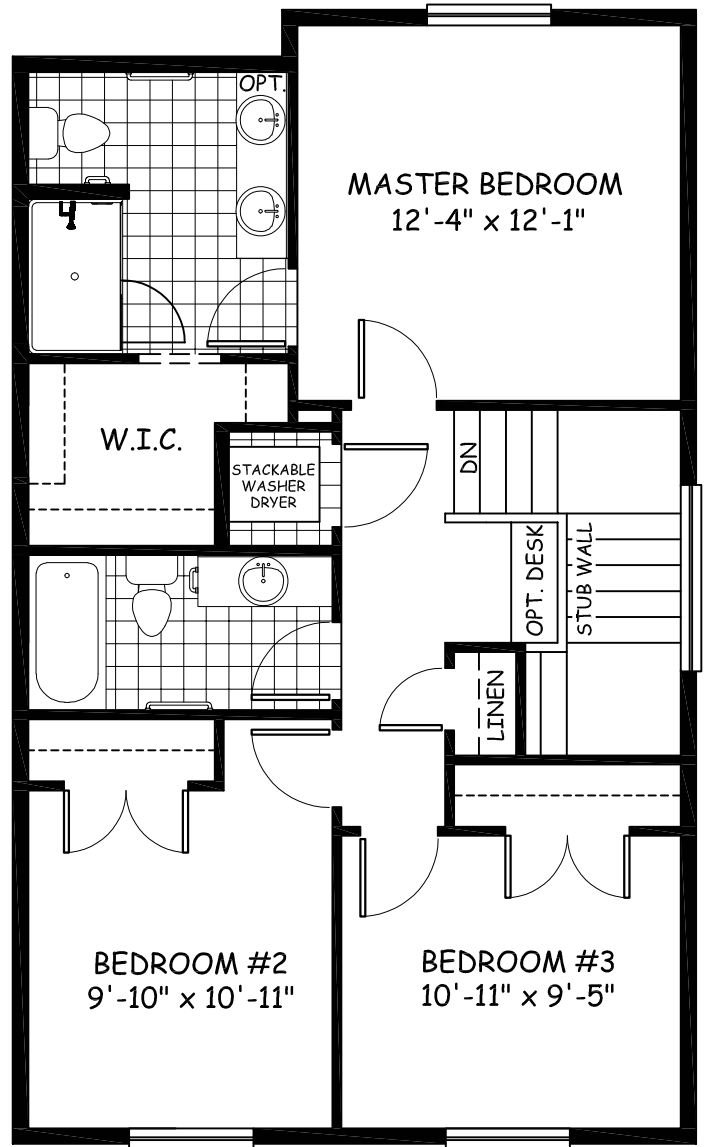 OPT.
MASTER BEDROOM
12'-4" x 12'-1"
W.I.C.
DN
STACKABLE
WASHER
DRYER
OPT. DESK
STUB WALL
LINEN
BEDROOM #2
9'-10" x 10'-11"
BEDROOM #3
10'-11" x 9'-5"